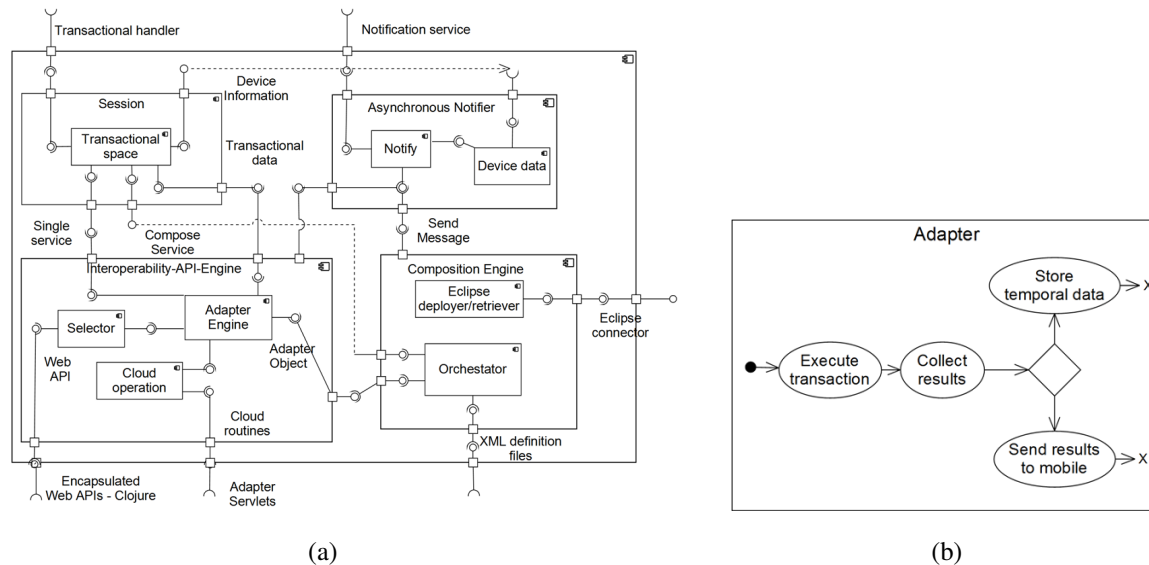 Transactional handler
Notification service
Device
Information
Session
Asynchronous Notifier
Transactional
space
Transactional
data
Notify
Device data
Single
service
Compose
Service
Send
Message
Interoperability-API-Engine
Composition Engine
Eclipse
deployer/retriever
Eclipse
connector
Adapter
Engine
Selector
Web
API
Adapter
Object
Cloud
operation
Orchestator
Cloud
routines
XML definition
files
Encapsulated
Web APIs - Clojure
Adapter
Servlets
(a)
Adapter
Store
temporal data
X
Execute
transaction
Collect
results
Send results
to mobile
X
(b)